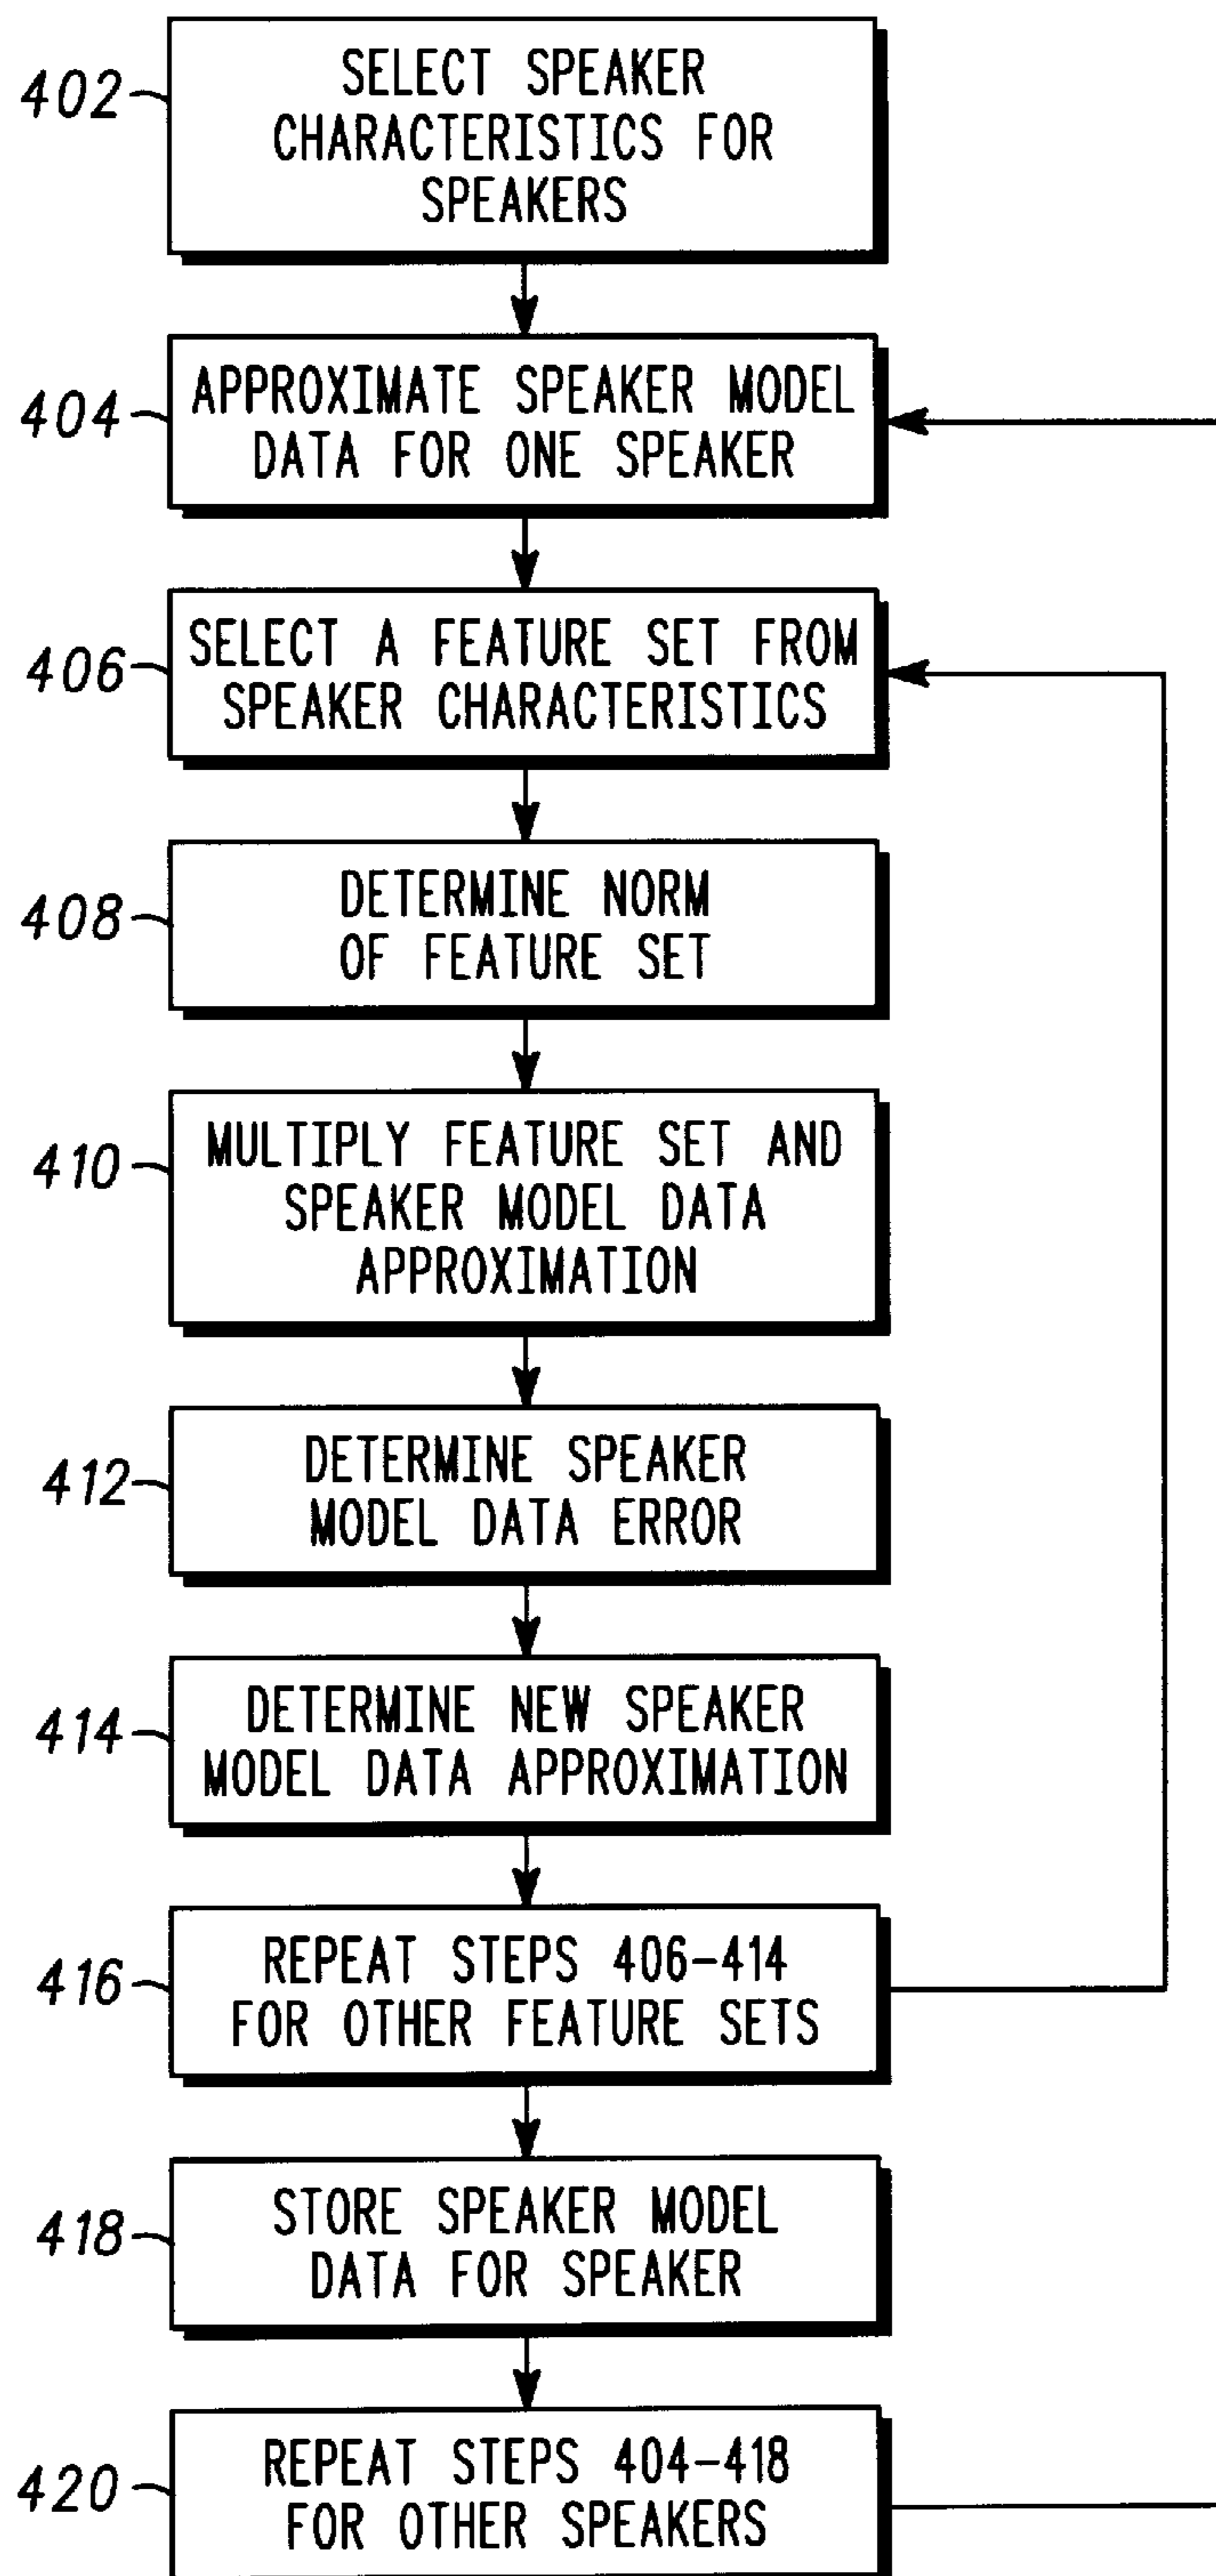 402
SELECT SPEAKER
CHARACTERISTICS FOR
SPEAKERS
404
APPROXIMATE SPEAKER MODEL
DATA FOR ONE SPEAKER
406
SELECT A FEATURE SET FROM
SPEAKER CHARACTERISTICS
408
DETERMINE NORM
OF FEATURE SET
410
MULTIPLY FEATURE SET AND
SPEAKER MODEL DATA
APPROXIMATION
412
DETERMINE SPEAKER
MODEL DATA ERROR
414
DETERMINE NEW SPEAKER
MODEL DATA APPROXIMATION
416
REPEAT STEPS 406-414
FOR OTHER FEATURE SETS
418
STORE SPEAKER MODEL
DATA FOR SPEAKER
420
REPEAT STEPS 404-418
FOR OTHER SPEAKERS